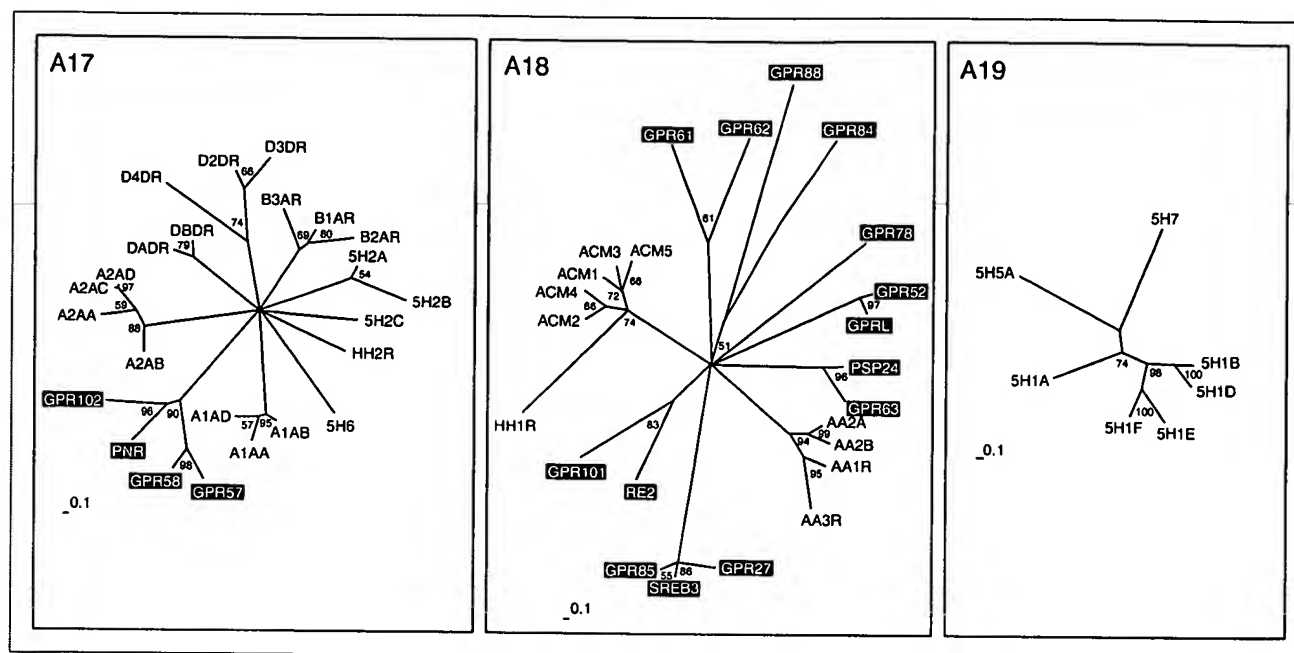 A17
D3DR
D2DR
66
D4DR
B3AR
B1AR
74
69
80
B2AR
DBDR
DADR
79
5H2A
54
A2AD
A2AC
97
5H2B
59
A2AA
88
5H2C
A2AB
HH2R
GPR102
96
90
A1AD
95
A1AB
5H6
57
A1AA
PNR
GPR58
98
GPR57
0.1
A18
GPR88
GPR61
GPR62
GPR84
61
GPR78
ACM3
ACM5
ACM1
68
72
ACM4
66
ACM2
74
GPR52
97
GPRL
51
PSP24
96
GPR63
HH1R
83
AA2A
99
94
AA2B
AA1R
95
GPR101
RE2
AA3R
GPR85
55
86
GPR27
SREB3
0.1
A19
5H7
5H5A
74
98
5H1B
100
5H1D
5H1A
100
5H1F
5H1E
0.1